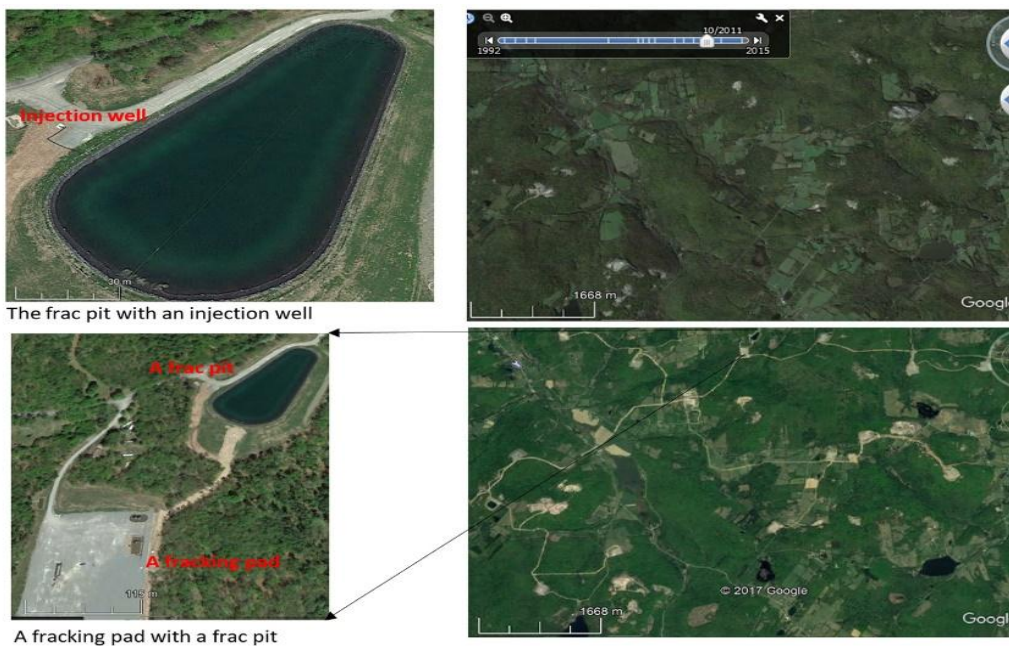 Injection well
30 m
The frac pit with an injection well
10/2011
1992
2015
1668 m
Google
A frac pit
A fracking pad
115 m
A fracking pad with a frac pit
© 2017 Google
1668 m
Google